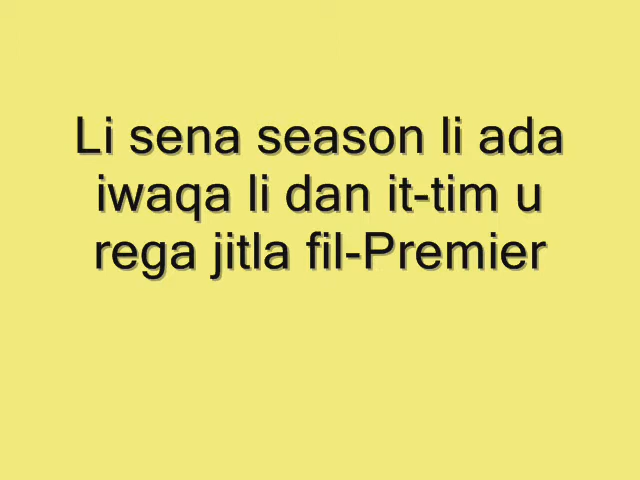 Li sena season li ada
iwaqa li dan it-tim u
rega jitla fil-Premier